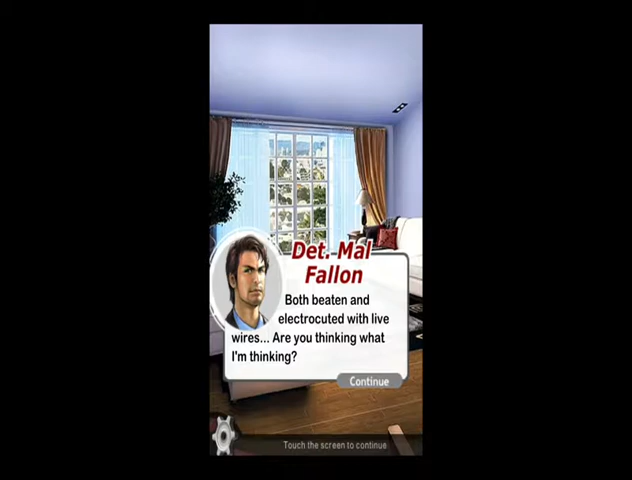 Det. Mal
Fallon
Both beaten and
electrocuted with live
wires... Are you thinking what
I'm thinking?
Continue
Touch the screen to continue